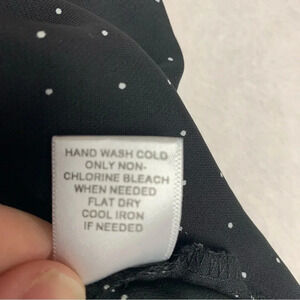 HAND WASH COLD
ONLY NON-
CHLORINE BLEACH
WHEN NEEDED
FLAT DRY
COOL IRON
IF NEEDED